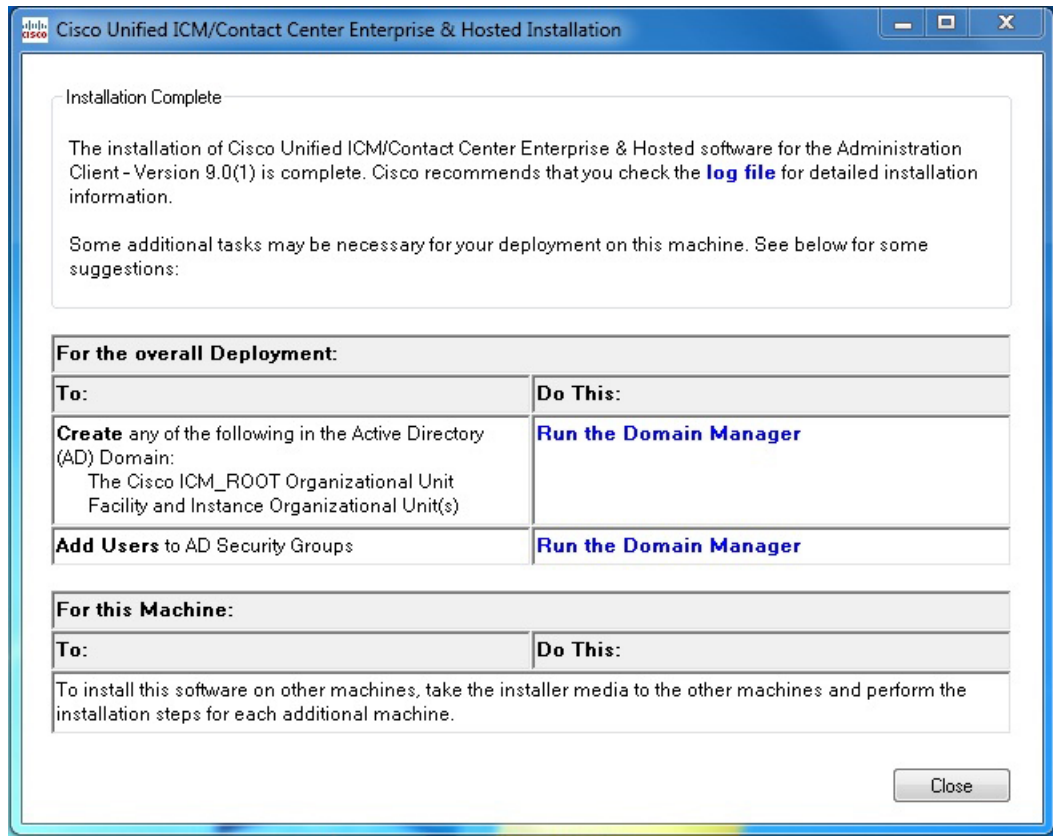 cisco
Cisco Unified ICM/Contact Center Enterprise & Hosted Installation
Installation Complete
The installation of Cisco Unified ICM/Contact Center Enterprise & Hosted software for the Administration
Client - Version 9.0(1) is complete. Cisco recommends that you check the log file for detailed installation
information.
Some additional tasks may be necessary for your deployment on this machine. See below for some
suggestions:
For the overall Deployment:
To:
Do This:
Create any of the following in the Active Directory
(AD) Domain:
The Cisco ICM_ROOT Organizational Unit
Facility and Instance Organizational Unit(s)
Run the Domain Manager
Add Users to AD Security Groups
Run the Domain Manager
For this Machine:
To:
Do This:
To install this software on other machines, take the installer media to the other machines and perform the
installation steps for each additional machine.
Close